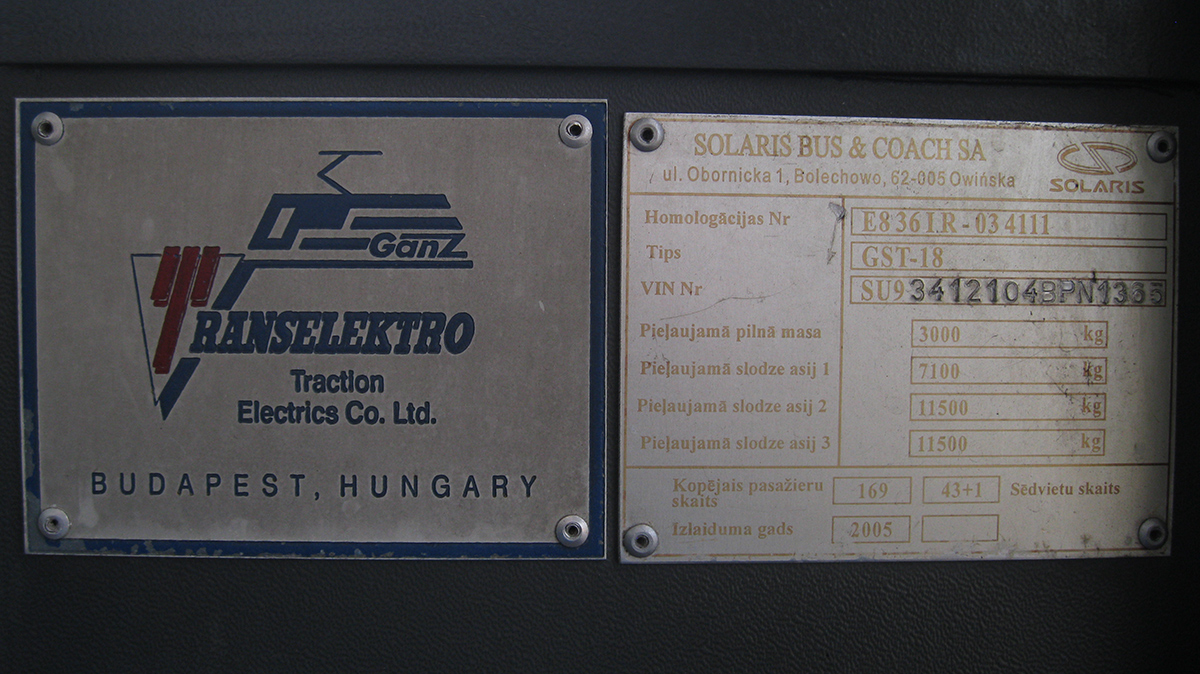 GanZ
TRANSELEKTRO
Traction
Electrics Co. Ltd.
BUDAPEST, HUNGARY
SOLARIS BUS & COACH SA
ul. Obornicka 1, Bolechowo, 62-005 Owińska
SOLARIS
Homologācijas Nr E8 36 I.R - 03 4111
Tips GST-18
VIN Nr SU93412104BPN1365
Pieļaujamā pilnā masa 3000 kg
Pieļaujamā slodze asij 1 7100 kg
Pieļaujamā slodze asij 2 11500 kg
Pieļaujamā slodze asij 3 11500 kg
Kopējais pasažieru
skaits 169 43+1 Sēdvietu skaits
Izlaiduma gads 2005